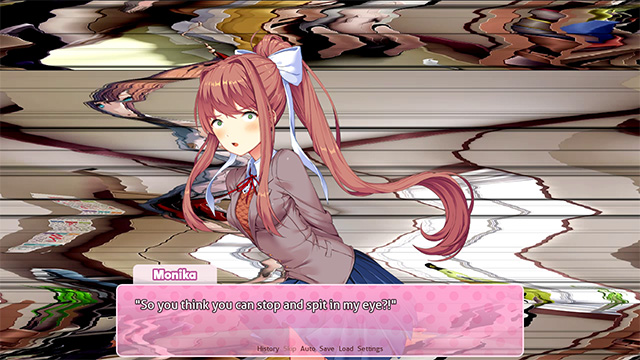 Monika
"So you think you can stop and spit in my eye?!"
History Skip Auto Save Load Settings